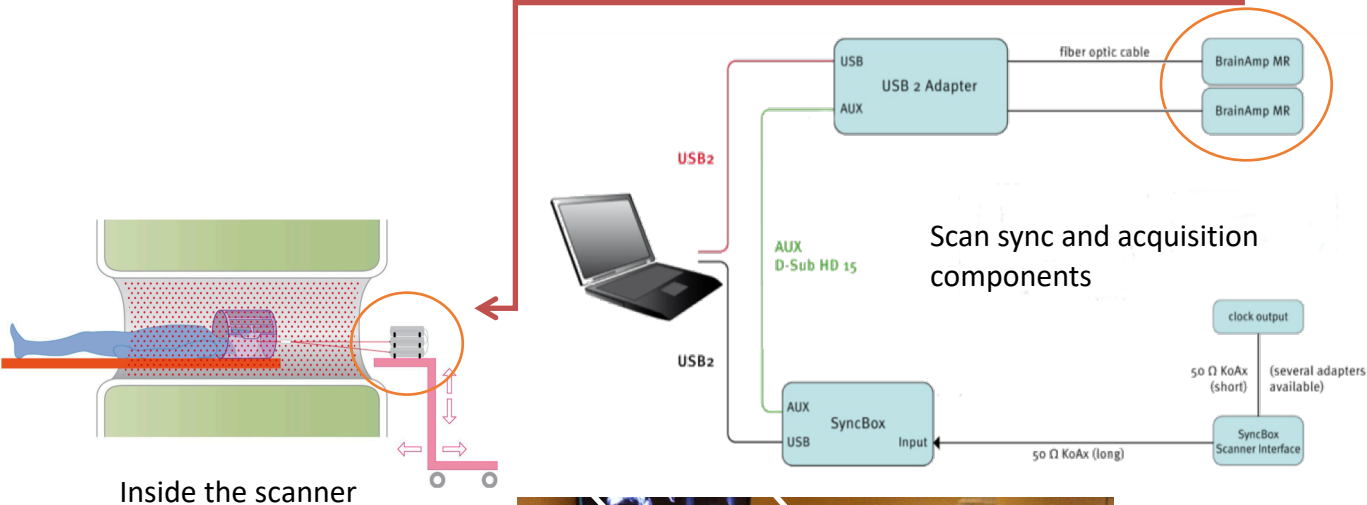 fiber optic cable
USB
AUX
USB 2 Adapter
BrainAmp MR
BrainAmp MR
USB2
AUX
D-Sub HD 15
Scan sync and acquisition
components
USB2
clock output
50 Ω KoAx
(short)
(several adapters
available)
AUX
USB
SyncBox
Input
50 Ω KoAx (long)
SyncBox
Scanner Interface
Inside the scanner